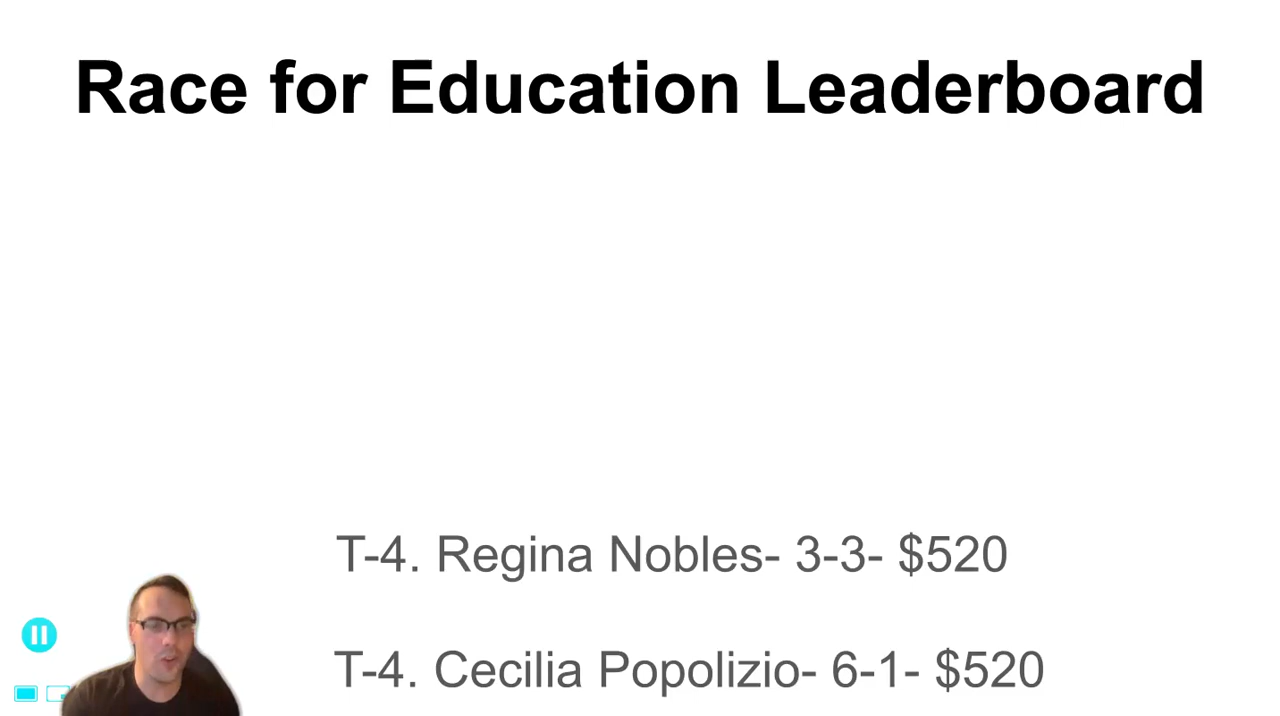 Race for Education Leaderboard
T-4. Regina Nobles- 3-3- $520
T-4. Cecilia Popolizio- 6-1- $520